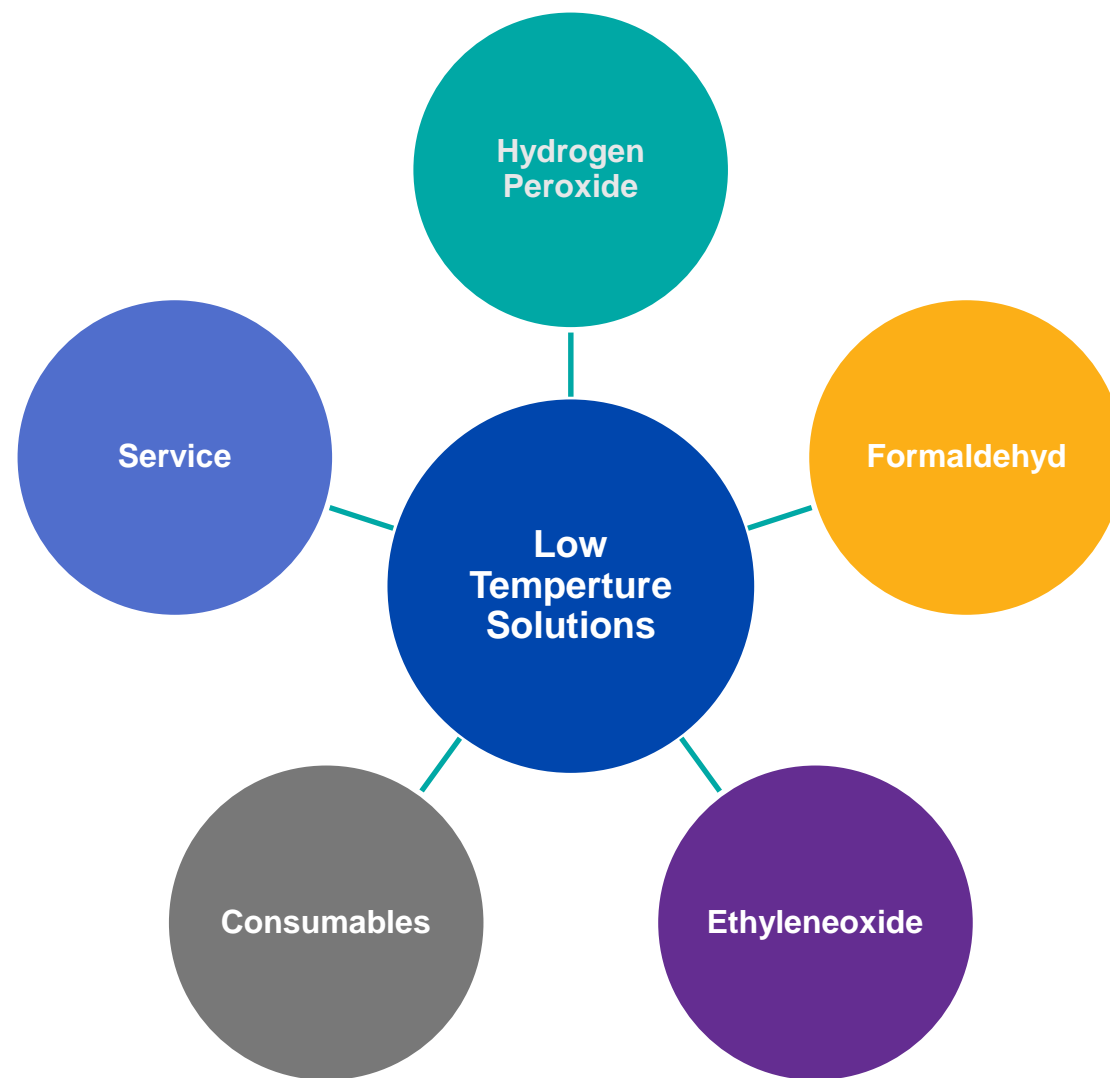 Hydrogen
Peroxide
Service
Formaldehyd
Low
Temperture
Solutions
Consumables
Ethyleneoxide